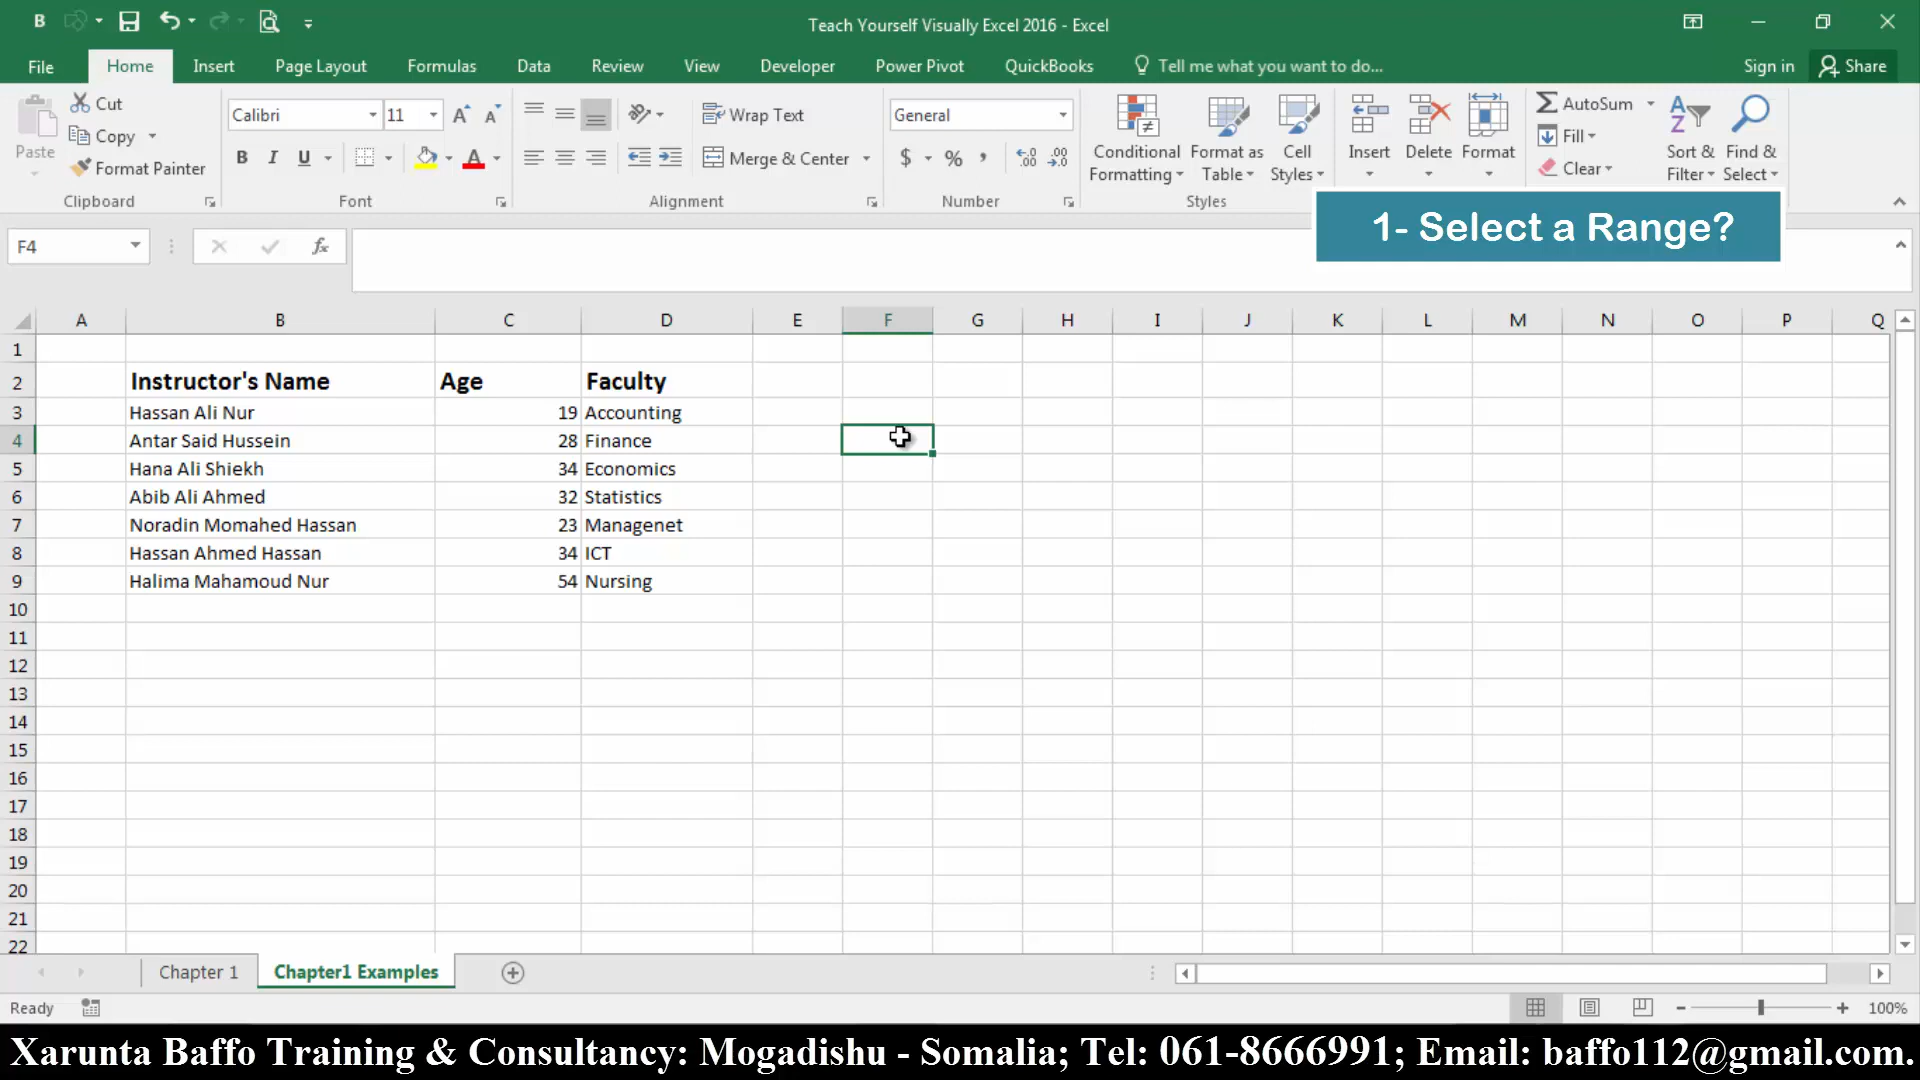 B
Teach Yourself Visually Excel 2016 - Excel
File Home Insert Page Layout Formulas Data Review View Developer Power Pivot QuickBooks Tell me what you want to do... Sign in Share
Paste
Cut
Copy
Format Painter
Clipboard
Calibri 11
B I U
Font
Wrap Text
Merge & Center
Alignment
General
$ % ,
Number
Conditional Formatting
Format as Table
Cell Styles
Styles
Insert
Delete
Format
AutoSum
Fill
Clear
Sort & Filter
Find & Select
1- Select a Range?
F4 fx
A B C D E F G H I J K L M N O P Q
1
2 Instructor's Name Age Faculty
3 Hassan Ali Nur 19 Accounting
4 Antar Said Hussein 28 Finance
5 Hana Ali Shiekh 34 Economics
6 Abib Ali Ahmed 32 Statistics
7 Noradin Momahed Hassan 23 Managenet
8 Hassan Ahmed Hassan 34 ICT
9 Halima Mahamoud Nur 54 Nursing
10
11
12
13
14
15
16
17
18
19
20
21
22
Chapter 1 Chapter1 Examples
Ready 100%
Xarunta Baffo Training & Consultancy: Mogadishu - Somalia; Tel: 061-8666991; Email: baffo112@gmail.com.